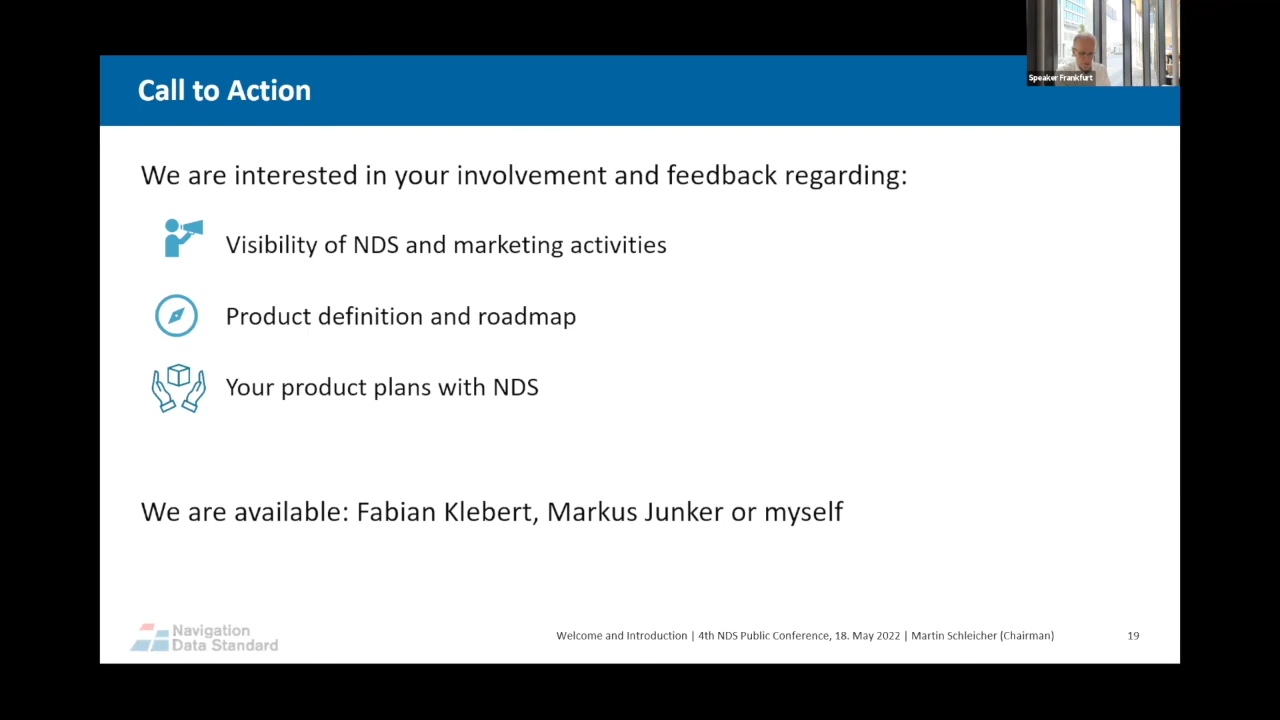 Speaker Frankfurt
Call to Action
We are interested in your involvement and feedback regarding:
Visibility of NDS and marketing activities
Product definition and roadmap
Your product plans with NDS
We are available: Fabian Klebert, Markus Junker or myself
Navigation
Data Standard
Welcome and Introduction | 4th NDS Public Conference, 18. May 2022 | Martin Schleicher (Chairman)
19